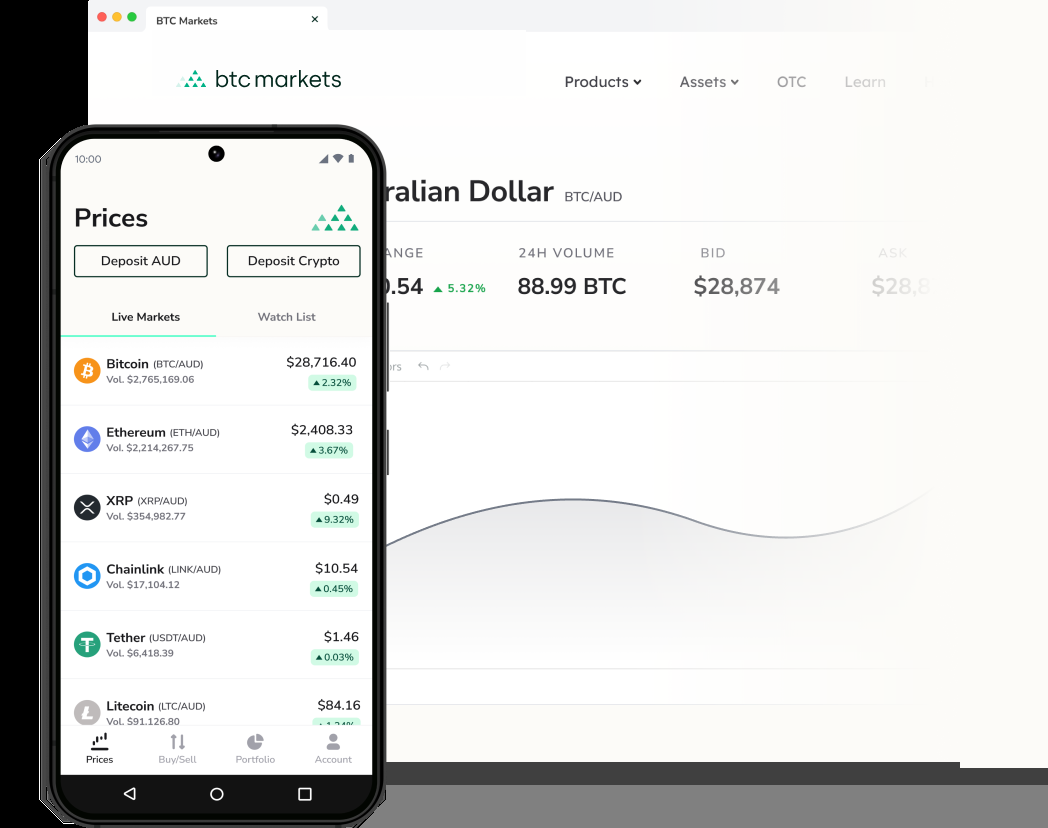 BTC Markets
btc markets
Products
Assets
OTC
Learn
ralian Dollar BTC/AUD
ANGE
24H VOLUME
BID
ASK
0.54 5.32%
88.99 BTC
$28,874
$28,8
ors
10:00
Prices
Deposit AUD
Deposit Crypto
Live Markets
Watch List
Bitcoin (BTC/AUD)
$28,716.40
Vol. $2,765,169.06
2.32%
Ethereum (ETH/AUD)
$2,408.33
Vol. $2,214,267.75
3.67%
XRP (XRP/AUD)
$0.49
Vol. $354,982.77
9.32%
Chainlink (LINK/AUD)
$10.54
Vol. $17,104.12
0.45%
Tether (USDT/AUD)
$1.46
Vol. $6,418.39
0.03%
Litecoin (LTC/AUD)
$84.16
Vol. $91,126.80
Prices
Buy/Sell
Portfolio
Account